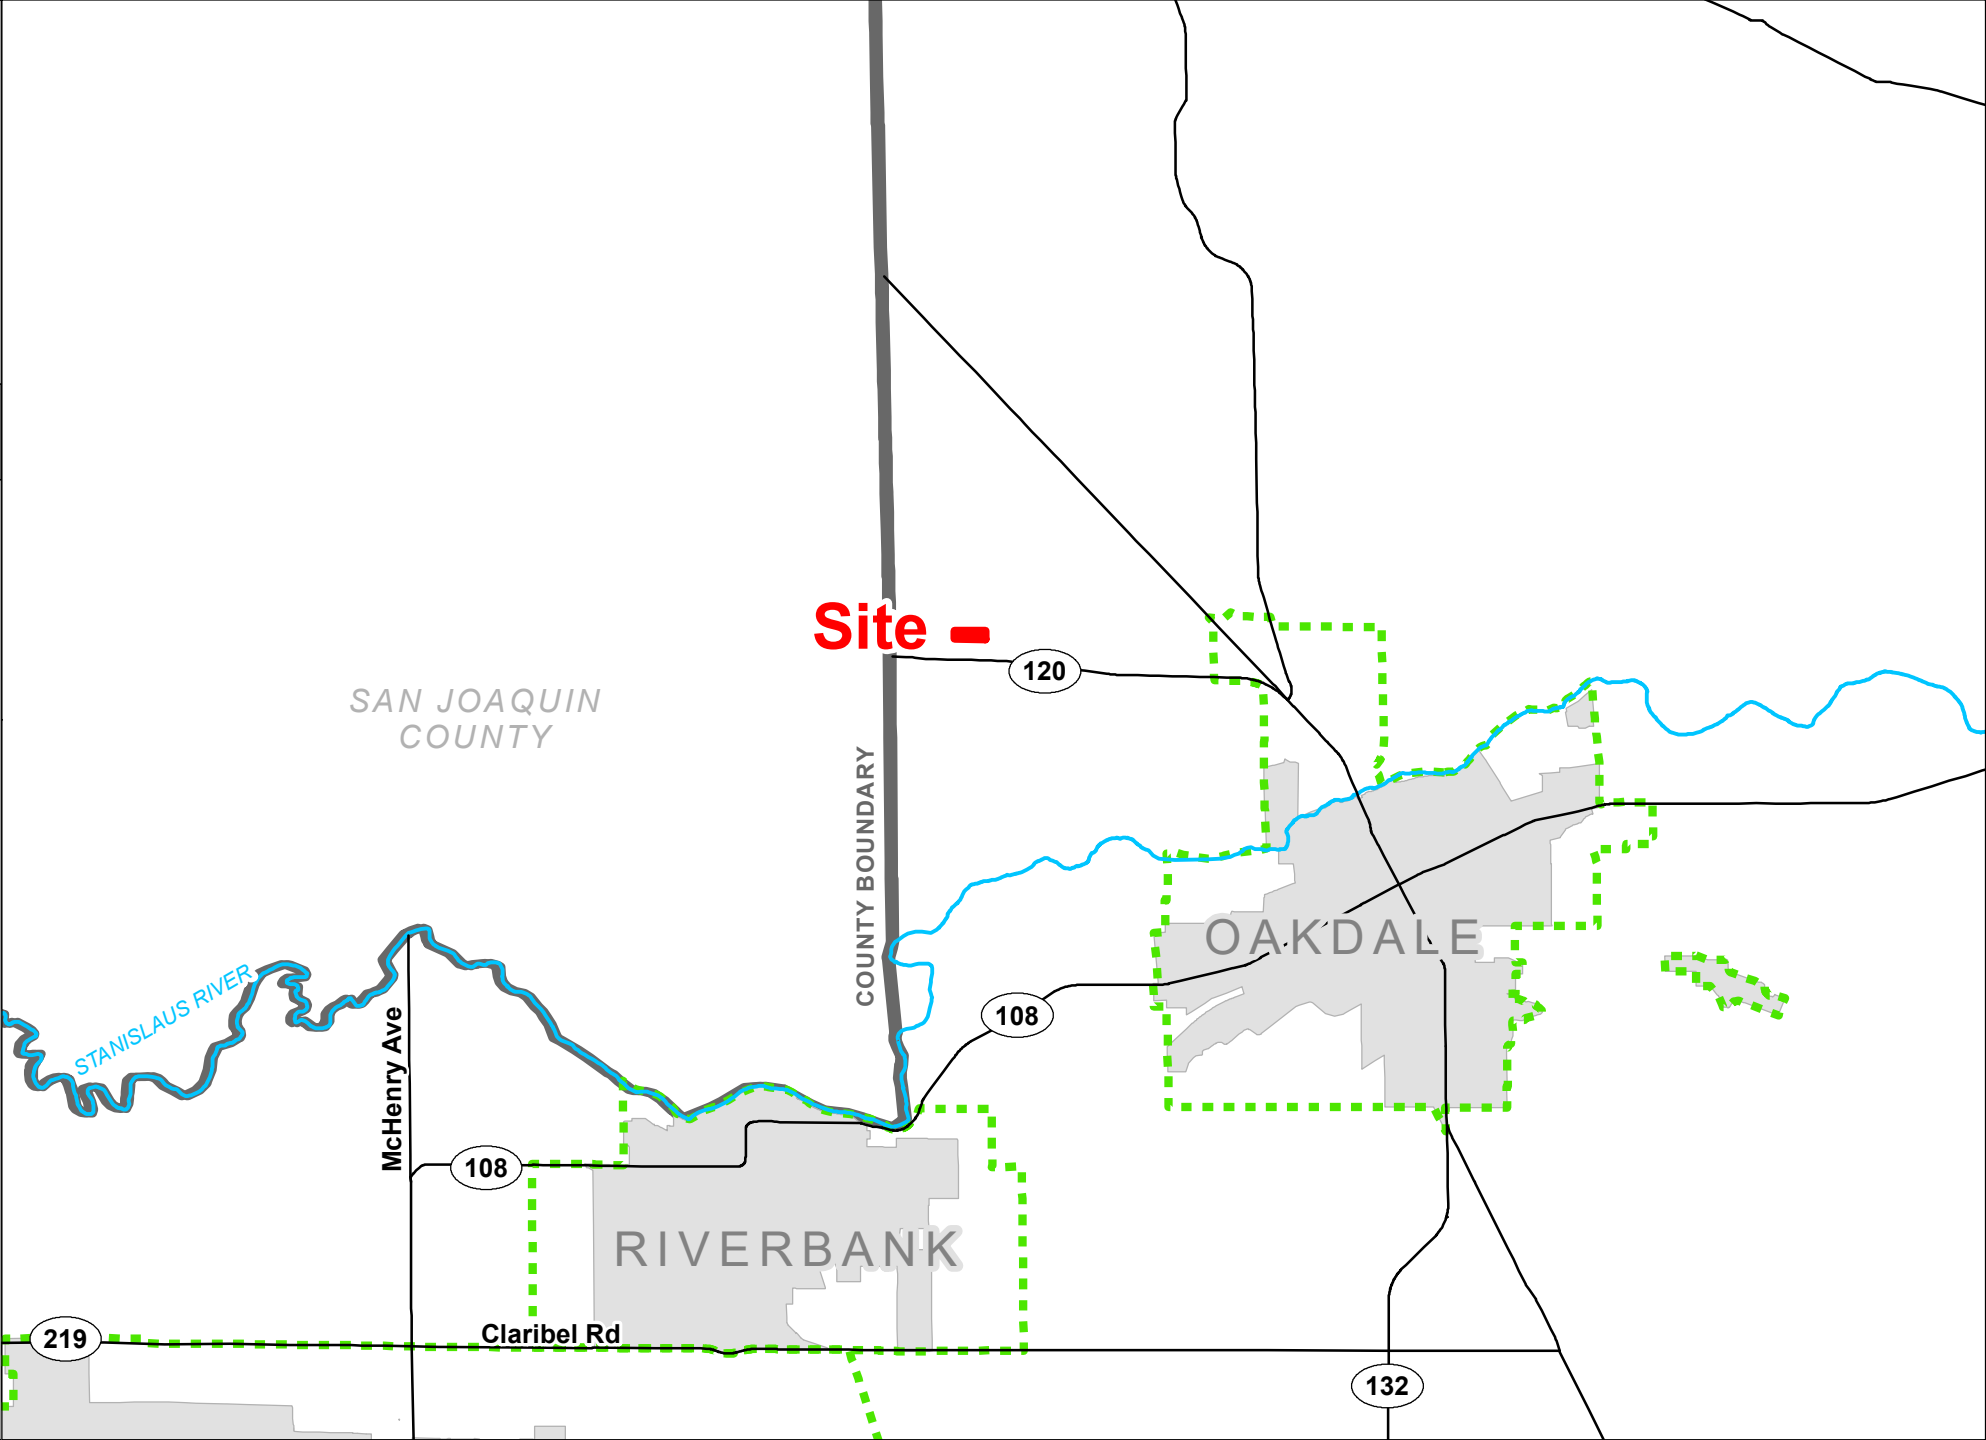 Site
120
SAN JOAQUIN
COUNTY
COUNTY BOUNDARY
OAKDALE
STANISLAUS RIVER
108
McHenry Ave
108
RIVERBANK
219
Claribel Rd
132